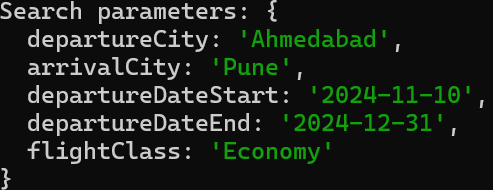 Search parameters: {
  departureCity: 'Ahmedabad',
  arrivalCity: 'Pune',
  departureDateStart: '2024-11-10',
  departureDateEnd: '2024-12-31',
  flightClass: 'Economy'
}